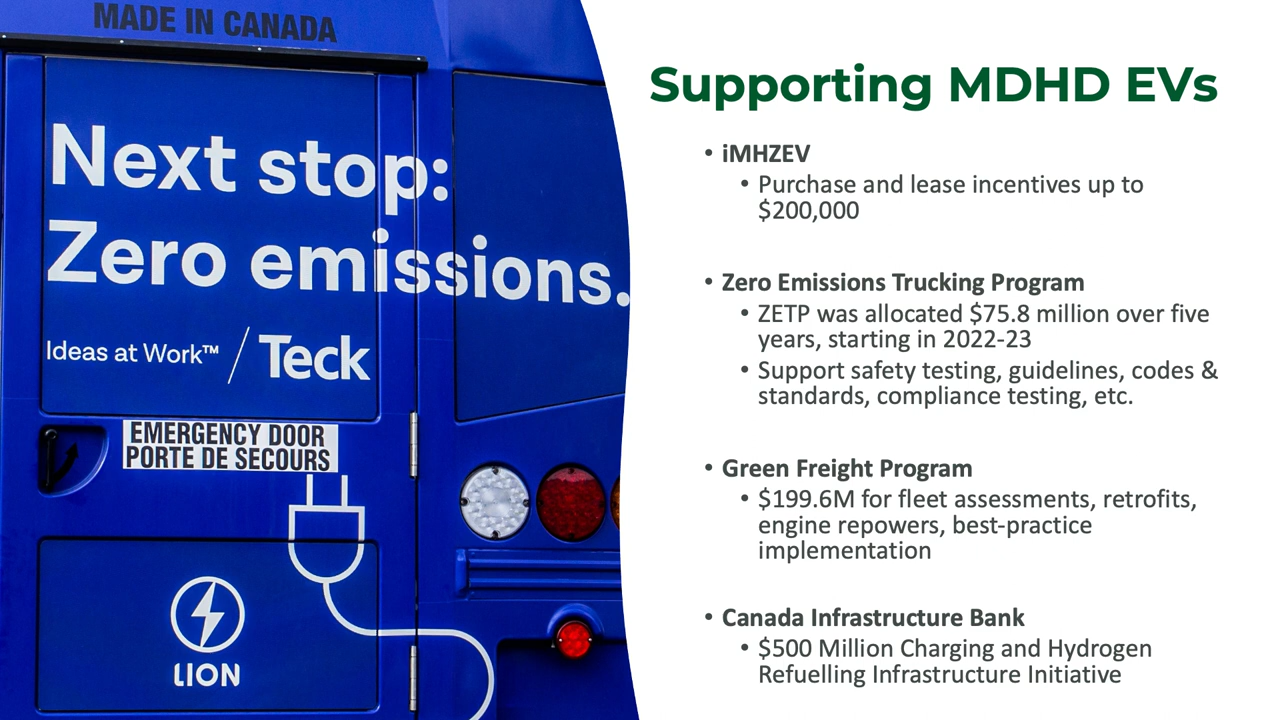 MADE IN CANADA
Next stop:
Zero emissions.
Ideas at Work™ / Teck
EMERGENCY DOOR
PORTE DE SECOURS
LION
Supporting MDHD EVs
• iMHZEV
• Purchase and lease incentives up to
$200,000
• Zero Emissions Trucking Program
• ZETP was allocated $75.8 million over five
years, starting in 2022-23
• Support safety testing, guidelines, codes &
standards, compliance testing, etc.
• Green Freight Program
• $199.6M for fleet assessments, retrofits,
engine repowers, best-practice
implementation
• Canada Infrastructure Bank
• $500 Million Charging and Hydrogen
Refuelling Infrastructure Initiative